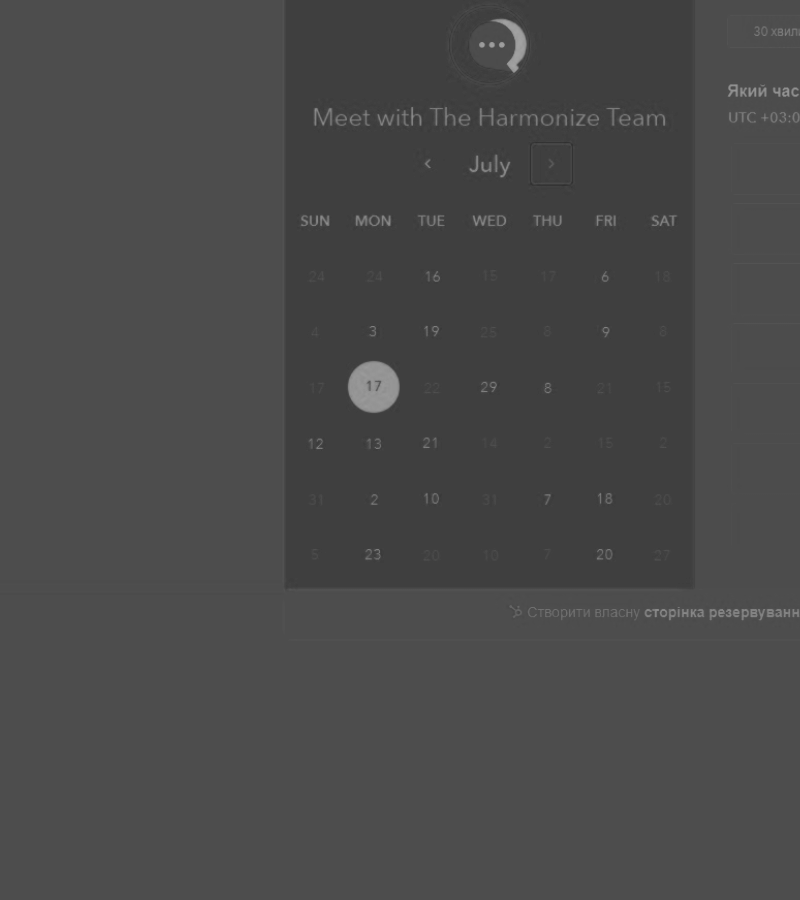 30 хвили
Який час
Meet with The Harmonize Team
UTC +03:0
July
SUN MON TUE WED THU FRI SAT
24 24 16 15 17 6 18
4 3 19 25 8 9 8
17 17 22 29 8 21 15
12 13 21 14 2 15 2
31 2 10 31 7 18 20
5 23 20 10 7 20 27
Створити власну сторінка резервуванн